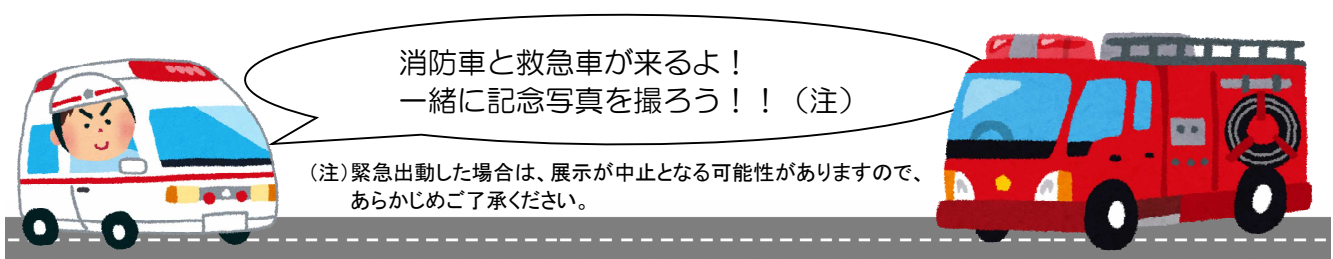 消防車と救急車が来るよ！
一緒に記念写真を撮ろう！！（注）
（注）緊急出動した場合は、展示が中止となる可能性がありますので、
あらかじめご了承ください。